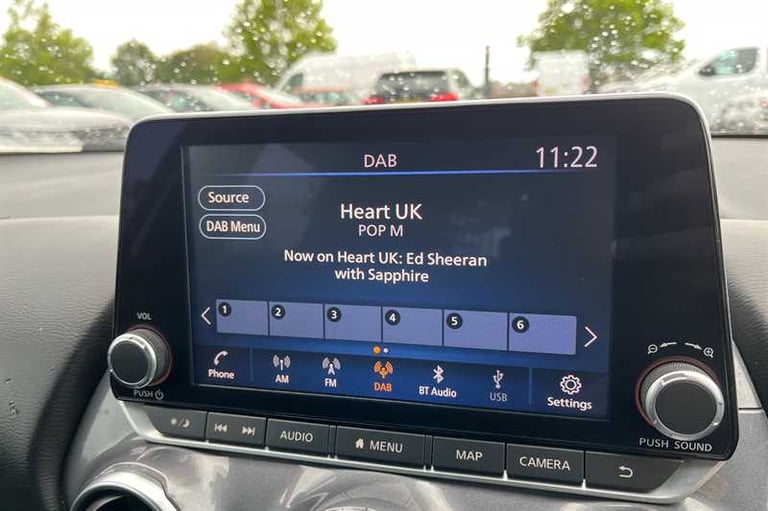 DAB
11:22
Source
DAB Menu
Heart UK
POP M
Now on Heart UK: Ed Sheeran
with Sapphire
1 2 3 4 5 6
Phone AM FM DAB BT Audio USB Settings
VOL
PUSH
PUSH SOUND
AUDIO MENU MAP CAMERA